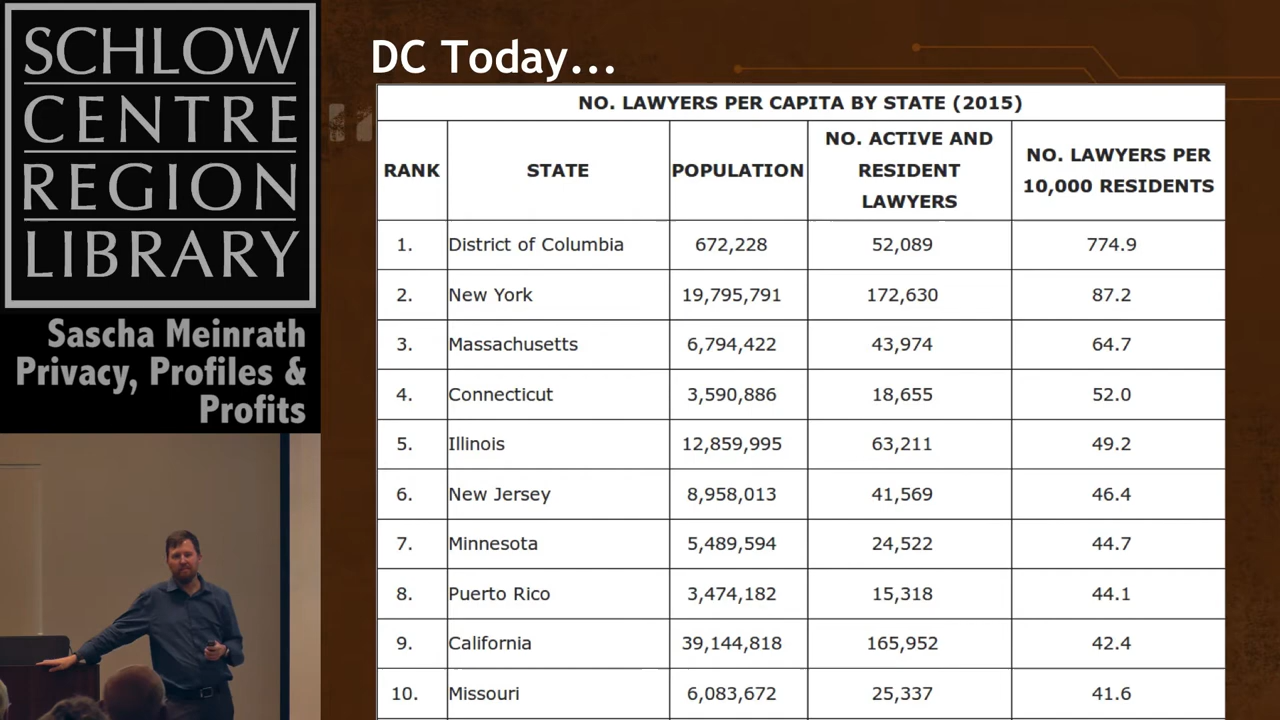 SCHLOW
CENTRE
REGION
LIBRARY
Sascha Meinrath
Privacy, Profiles &
Profits
DC Today...
NO. LAWYERS PER CAPITA BY STATE (2015)
RANK STATE POPULATION NO. ACTIVE AND RESIDENT LAWYERS NO. LAWYERS PER 10,000 RESIDENTS
1. District of Columbia 672,228 52,089 774.9
2. New York 19,795,791 172,630 87.2
3. Massachusetts 6,794,422 43,974 64.7
4. Connecticut 3,590,886 18,655 52.0
5. Illinois 12,859,995 63,211 49.2
6. New Jersey 8,958,013 41,569 46.4
7. Minnesota 5,489,594 24,522 44.7
8. Puerto Rico 3,474,182 15,318 44.1
9. California 39,144,818 165,952 42.4
10. Missouri 6,083,672 25,337 41.6